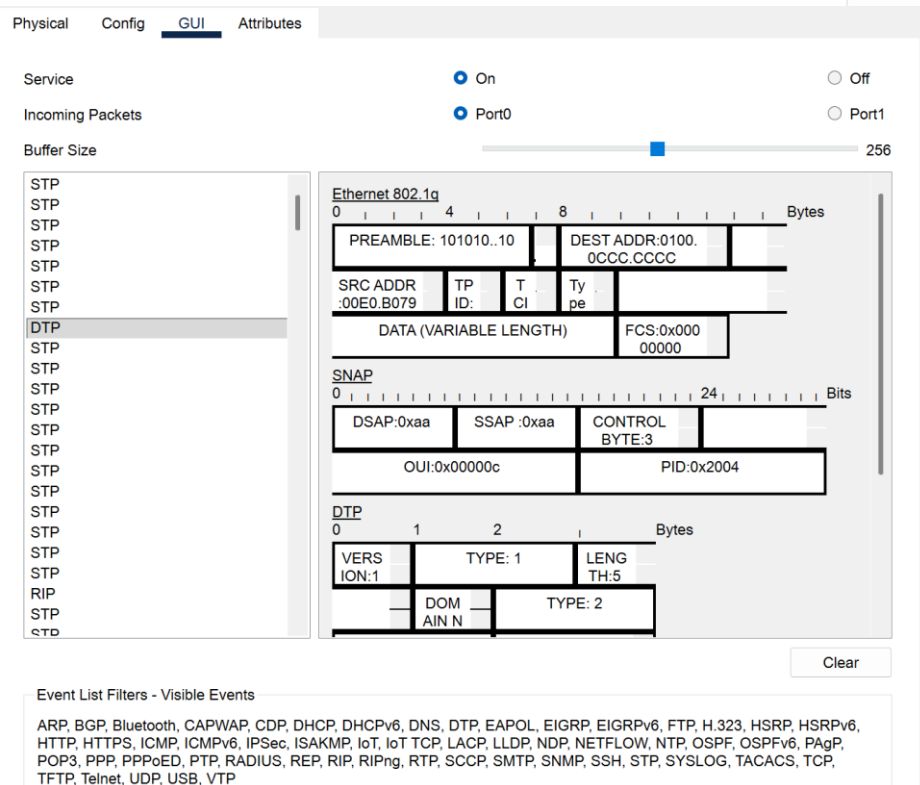 Physical Config GUI Attributes
Service On Off
Incoming Packets Port0 Port1
Buffer Size 256
STP
STP
STP
STP
STP
STP
STP
DTP
STP
STP
STP
STP
STP
STP
STP
STP
STP
STP
STP
STP
RIP
STP
STP
Ethernet 802.1q
0 4 8 Bytes
PREAMBLE: 101010..10 DEST ADDR:0100.
0CCC.CCCC
SRC ADDR TP T Ty
:00E0.B079 ID: CI pe
DATA (VARIABLE LENGTH) FCS:0x000
00000
SNAP
0 24 Bits
DSAP:0xaa SSAP :0xaa CONTROL
BYTE:3
OUI:0x00000c PID:0x2004
DTP
0 1 2 Bytes
VERS TYPE: 1 LENG
ION:1 TH:5
DOM TYPE: 2
AIN N
Clear
Event List Filters - Visible Events
ARP, BGP, Bluetooth, CAPWAP, CDP, DHCP, DHCPv6, DNS, DTP, EAPOL, EIGRP, EIGRPv6, FTP, H.323, HSRP, HSRPv6,
HTTP, HTTPS, ICMP, ICMPv6, IPSec, ISAKMP, IoT, IoT TCP, LACP, LLDP, NDP, NETFLOW, NTP, OSPF, OSPFv6, PAgP,
POP3, PPP, PPPoED, PTP, RADIUS, REP, RIP, RIPng, RTP, SCCP, SMTP, SNMP, SSH, STP, SYSLOG, TACACS, TCP,
TFTP, Telnet, UDP, USB, VTP